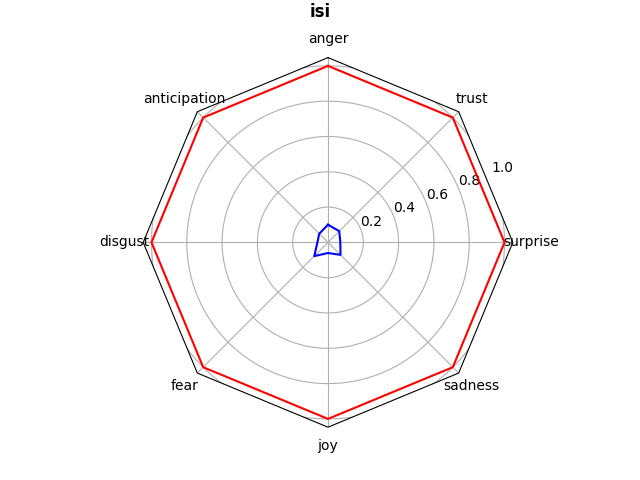 isi
anger
anticipation
trust
1.0
0.8
0.6
0.4
0.2
disgust
surprise
fear
sadness
joy